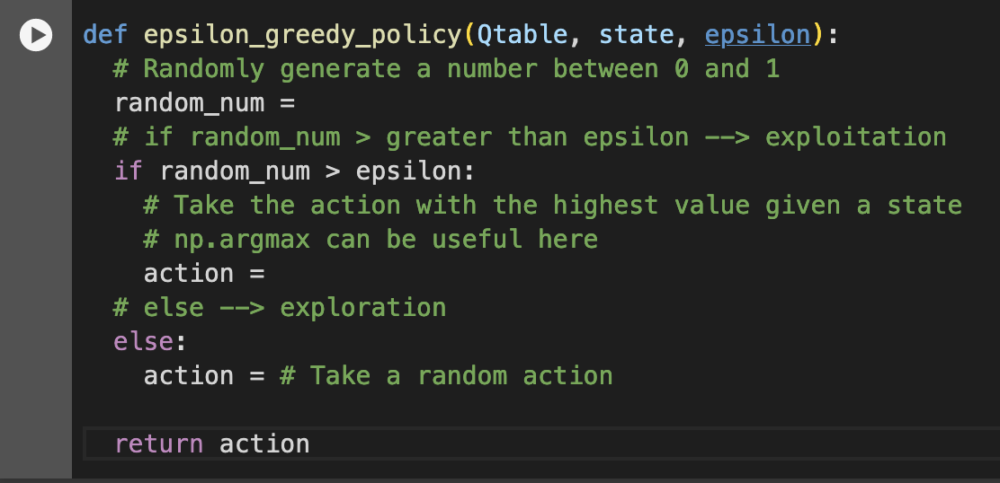 def epsilon_greedy_policy(Qtable, state, epsilon):
  # Randomly generate a number between 0 and 1
  random_num =
  # if random_num > greater than epsilon --> exploitation
  if random_num > epsilon:
    # Take the action with the highest value given a state
    # np.argmax can be useful here
    action =
  # else --> exploration
  else:
    action = # Take a random action

  return action